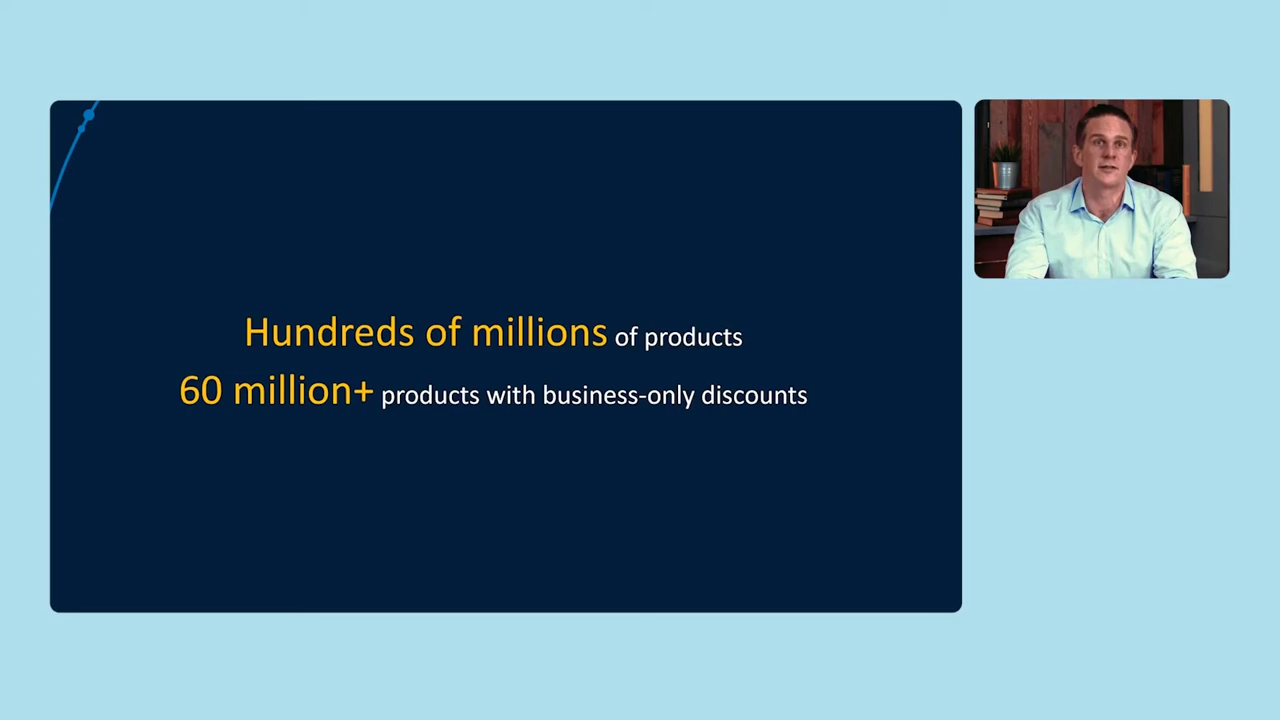 Hundreds of millions of products
60 million+ products with business-only discounts